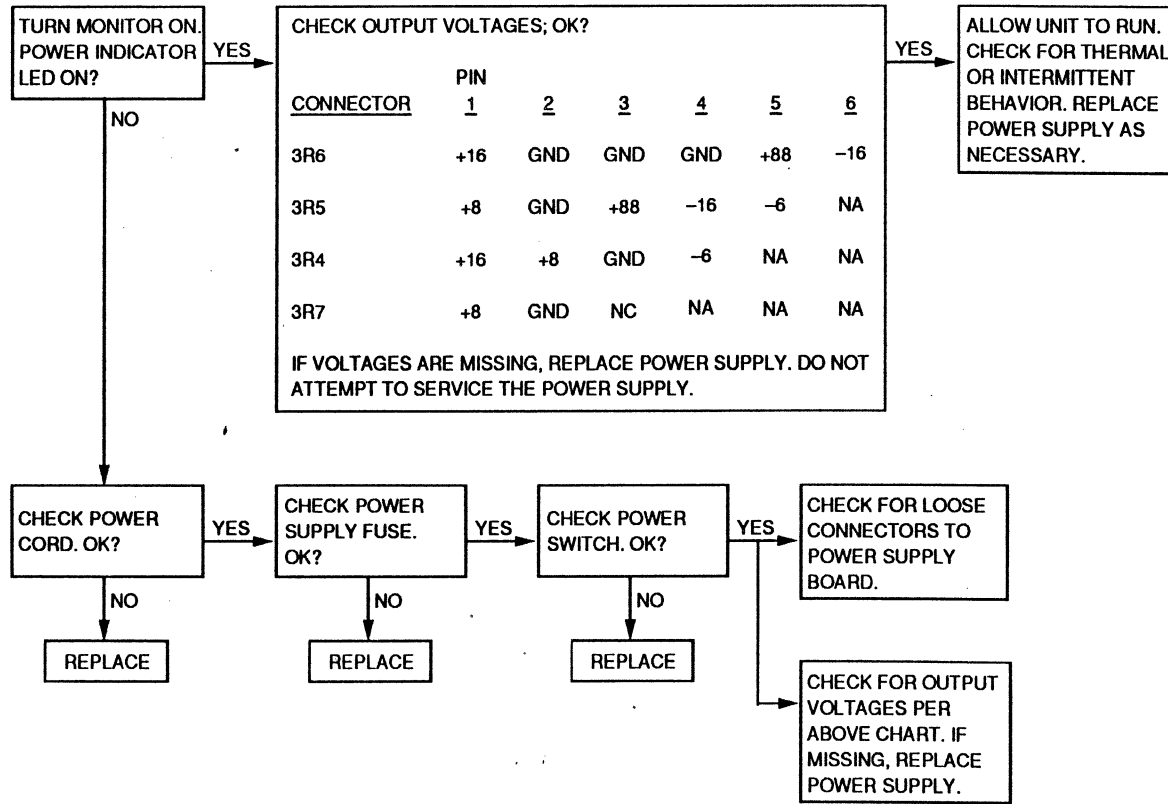 TURN MONITOR ON.
POWER INDICATOR
LED ON?
YES
NO
CHECK OUTPUT VOLTAGES; OK?
PIN
CONNECTOR 1 2 3 4 5 6
3R6 +16 GND GND GND +88 –16
3R5 +8 GND +88 –16 –6 NA
3R4 +16 +8 GND –6 NA NA
3R7 +8 GND NC NA NA NA
IF VOLTAGES ARE MISSING, REPLACE POWER SUPPLY. DO NOT
ATTEMPT TO SERVICE THE POWER SUPPLY.
YES
ALLOW UNIT TO RUN.
CHECK FOR THERMAL
OR INTERMITTENT
BEHAVIOR. REPLACE
POWER SUPPLY AS
NECESSARY.
CHECK POWER
CORD. OK?
YES
NO
REPLACE
CHECK POWER
SUPPLY FUSE.
OK?
YES
NO
REPLACE
CHECK POWER
SWITCH. OK?
YES
NO
REPLACE
CHECK FOR LOOSE
CONNECTORS TO
POWER SUPPLY
BOARD.
CHECK FOR OUTPUT
VOLTAGES PER
ABOVE CHART. IF
MISSING, REPLACE
POWER SUPPLY.